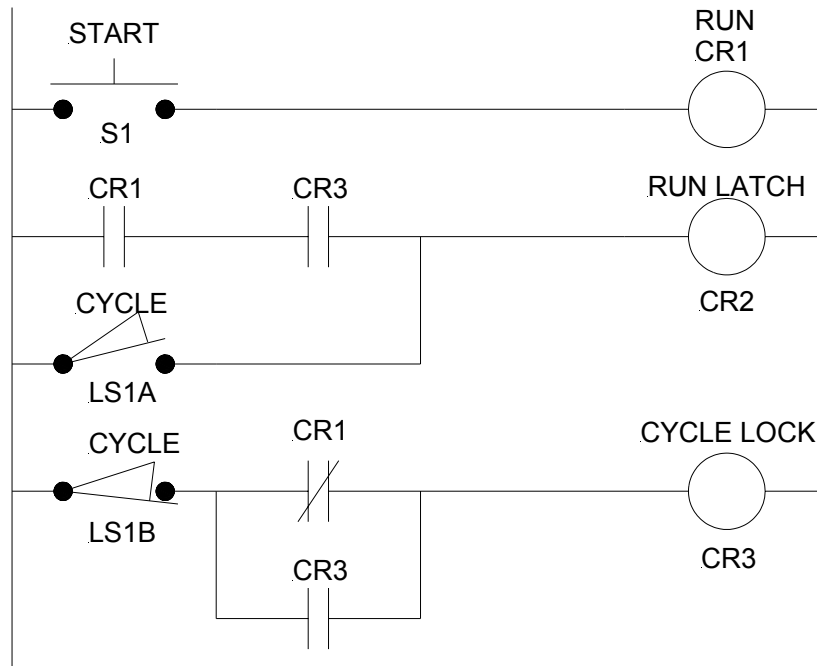 START
RUN
CR1
S1
CR1
CR3
RUN LATCH
CYCLE
CR2
LS1A
CYCLE
CR1
CYCLE LOCK
LS1B
CR3
CR3